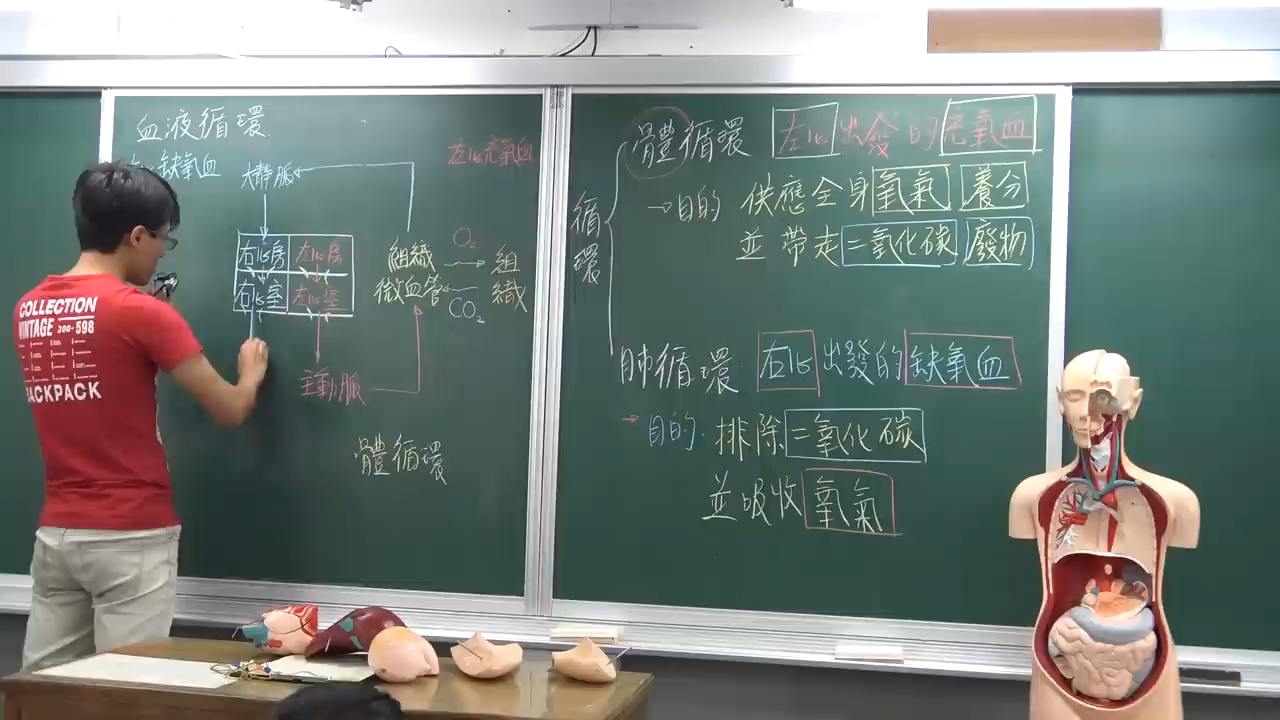 血液循環
缺氧血
左心充氧血
大靜脈
右心房 左心房
右心室 左心室
組織
微血管
O₂
CO₂
組
織
主動脈
體循環
循
環
體循環 左心出發的充氧血
→目的 供應全身氧氣 養分
並帶走二氧化碳 廢物
肺循環 右心出發的缺氧血
→目的 排除二氧化碳
並吸收氧氣
COLLECTION
VINTAGE 200-598
BACKPACK